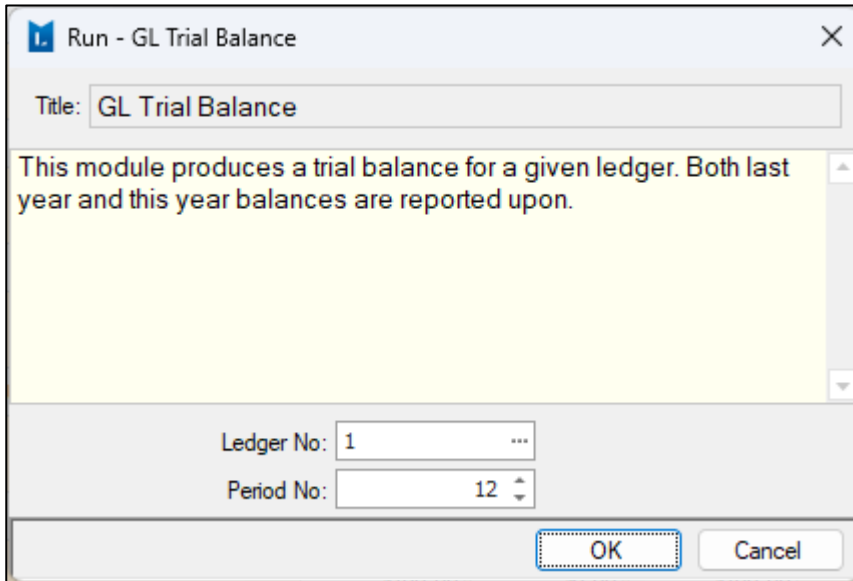 L.
Run - GL Trial Balance
Title: GL Trial Balance
This module produces a trial balance for a given ledger. Both last
year and this year balances are reported upon.
Ledger No: 1 ...
Period No: 12
OK Cancel